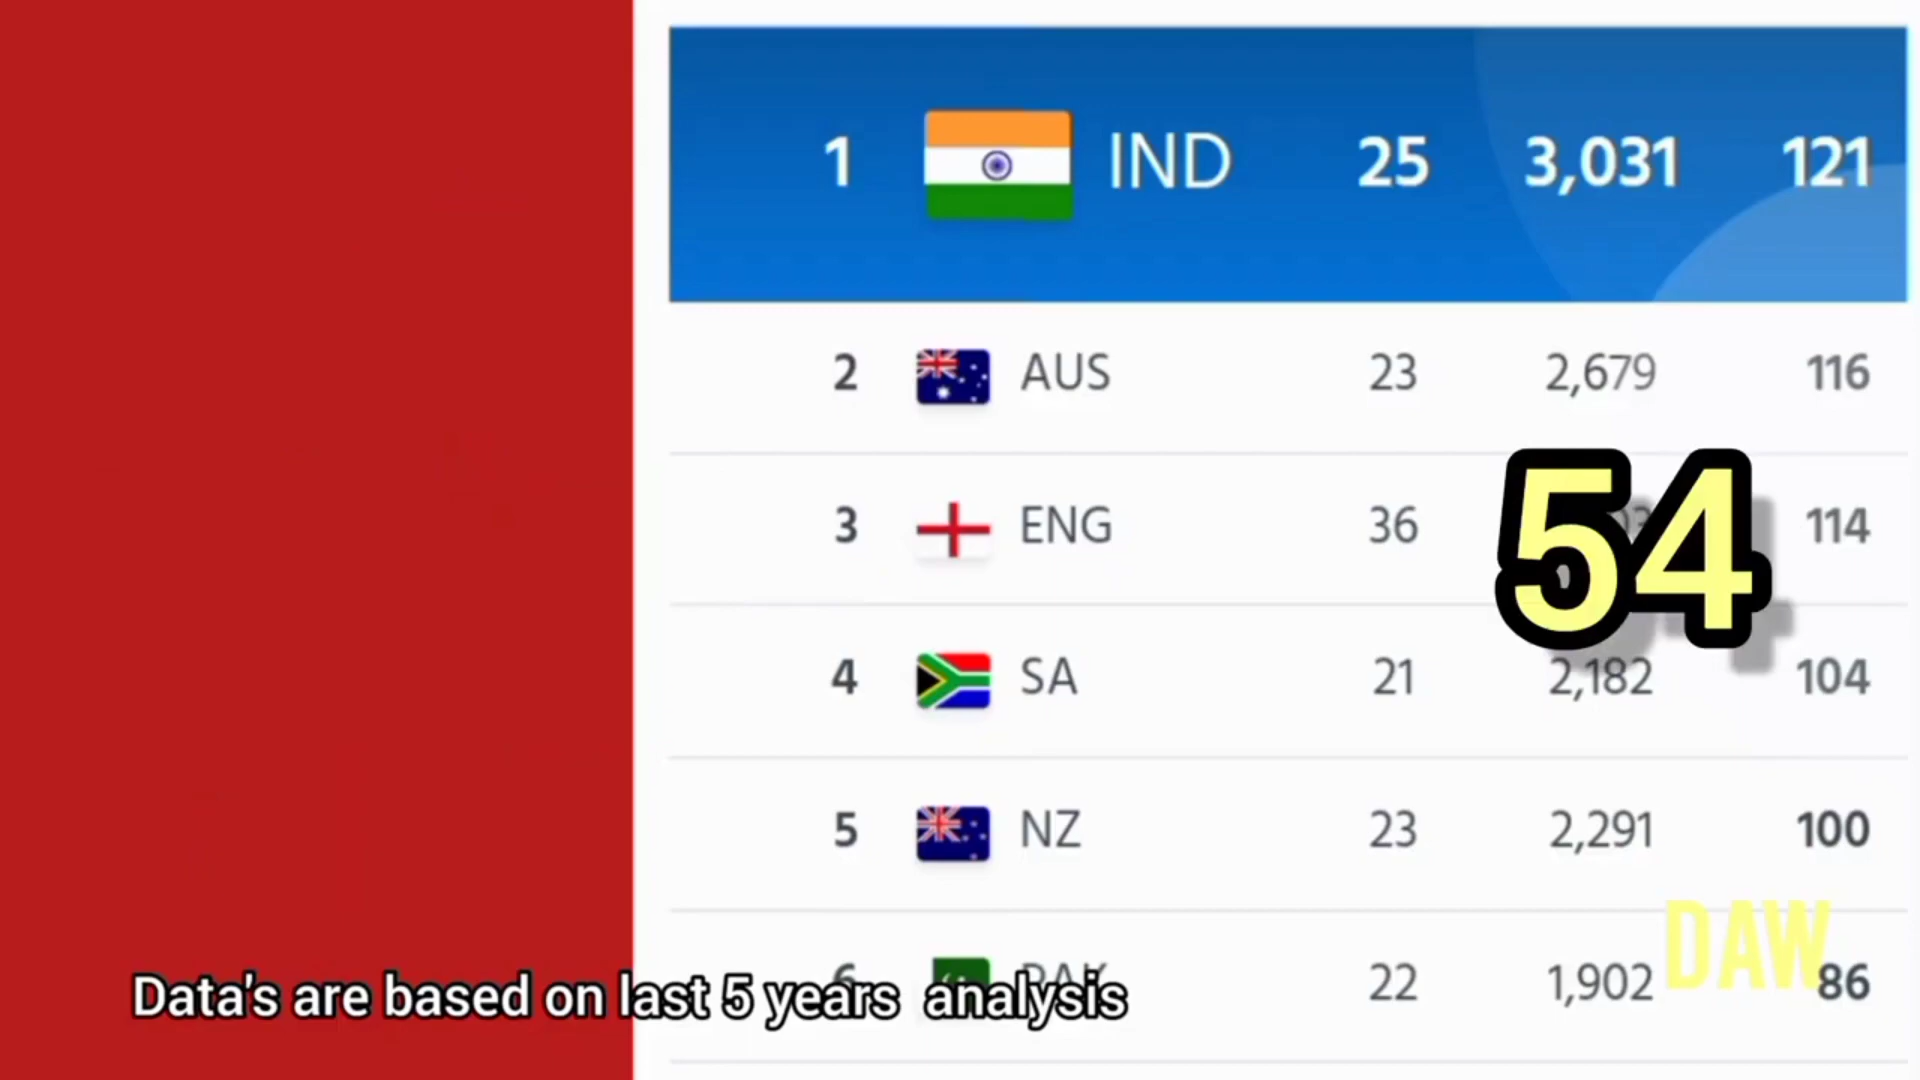 1 IND 25 3,031 121
2 AUS 23 2,679 116
3 ENG 36 114
54
4 SA 21 2,182 104
5 NZ 23 2,291 100
DAW
6 PAK 22 1,902 86
Data's are based on last 5 years analysis